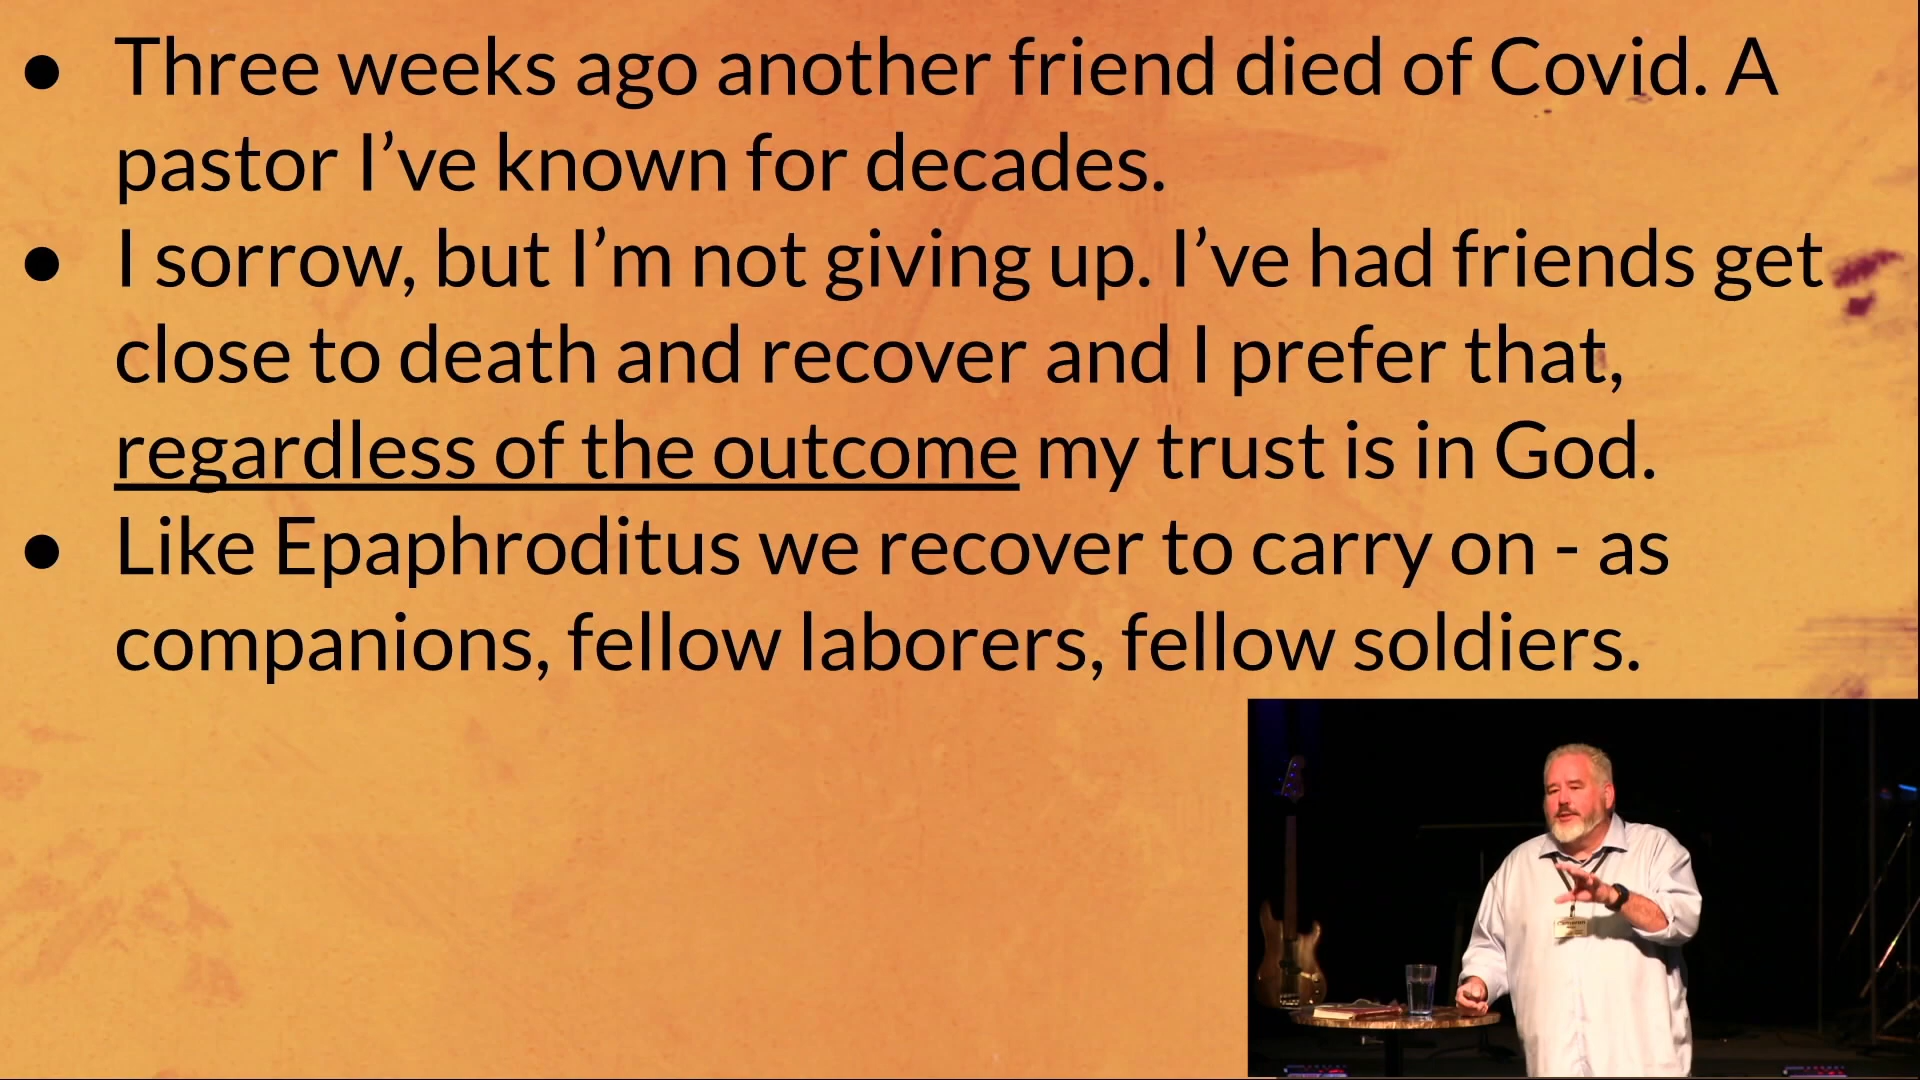 ● Three weeks ago another friend died of Covid. A
pastor I’ve known for decades.
● I sorrow, but I’m not giving up. I’ve had friends get
close to death and recover and I prefer that,
regardless of the outcome my trust is in God.
● Like Epaphroditus we recover to carry on - as
companions, fellow laborers, fellow soldiers.